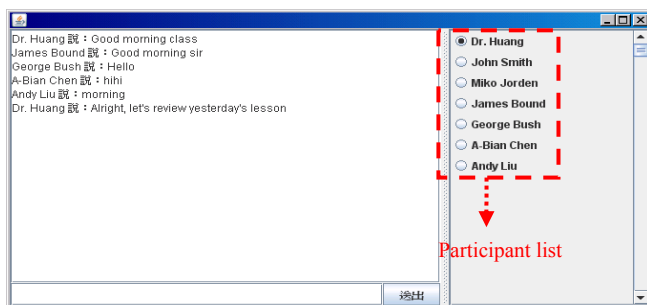 Dr. Huang 說：Good morning class
James Bound 說：Good morning sir
George Bush 說：Hello
A-Bian Chen 說：hihi
Andy Liu 說：morning
Dr. Huang 說：Alright, let's review yesterday's lesson
Dr. Huang
John Smith
Miko Jorden
James Bound
George Bush
A-Bian Chen
Andy Liu
Participant list
送出